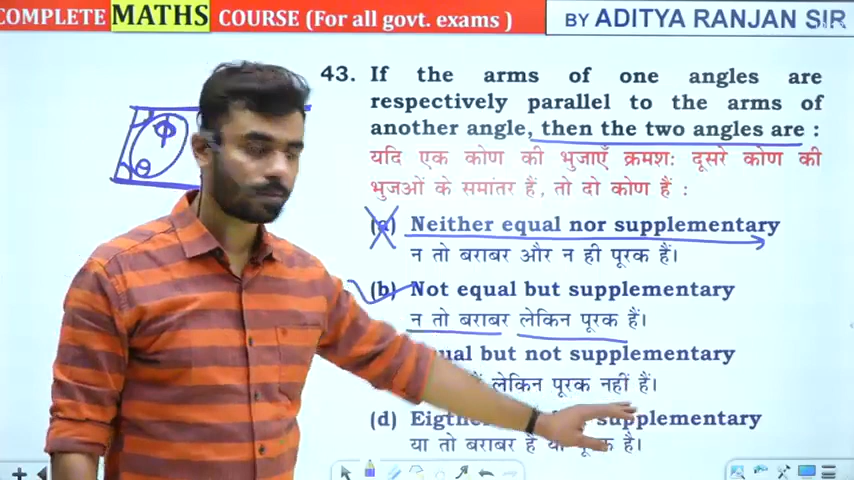 COMPLETE MATHS COURSE (For all govt. exams )
BY ADITYA RANJAN SIR
43. If the arms of one angles are
respectively parallel to the arms of
another angle, then the two angles are :
यदि एक कोण की भुजाएँ क्रमशः दूसरे कोण की
भुजओं के समांतर हैं, तो दो कोण हैं :
(a) Neither equal nor supplementary
न तो बराबर और न ही पूरक हैं।
(b) Not equal but supplementary
न तो बराबर लेकिन पूरक हैं।
but not supplementary
लेकिन पूरक नहीं हैं।
(d) supplementary
या तो बराबर हैं या
ϕ
θ